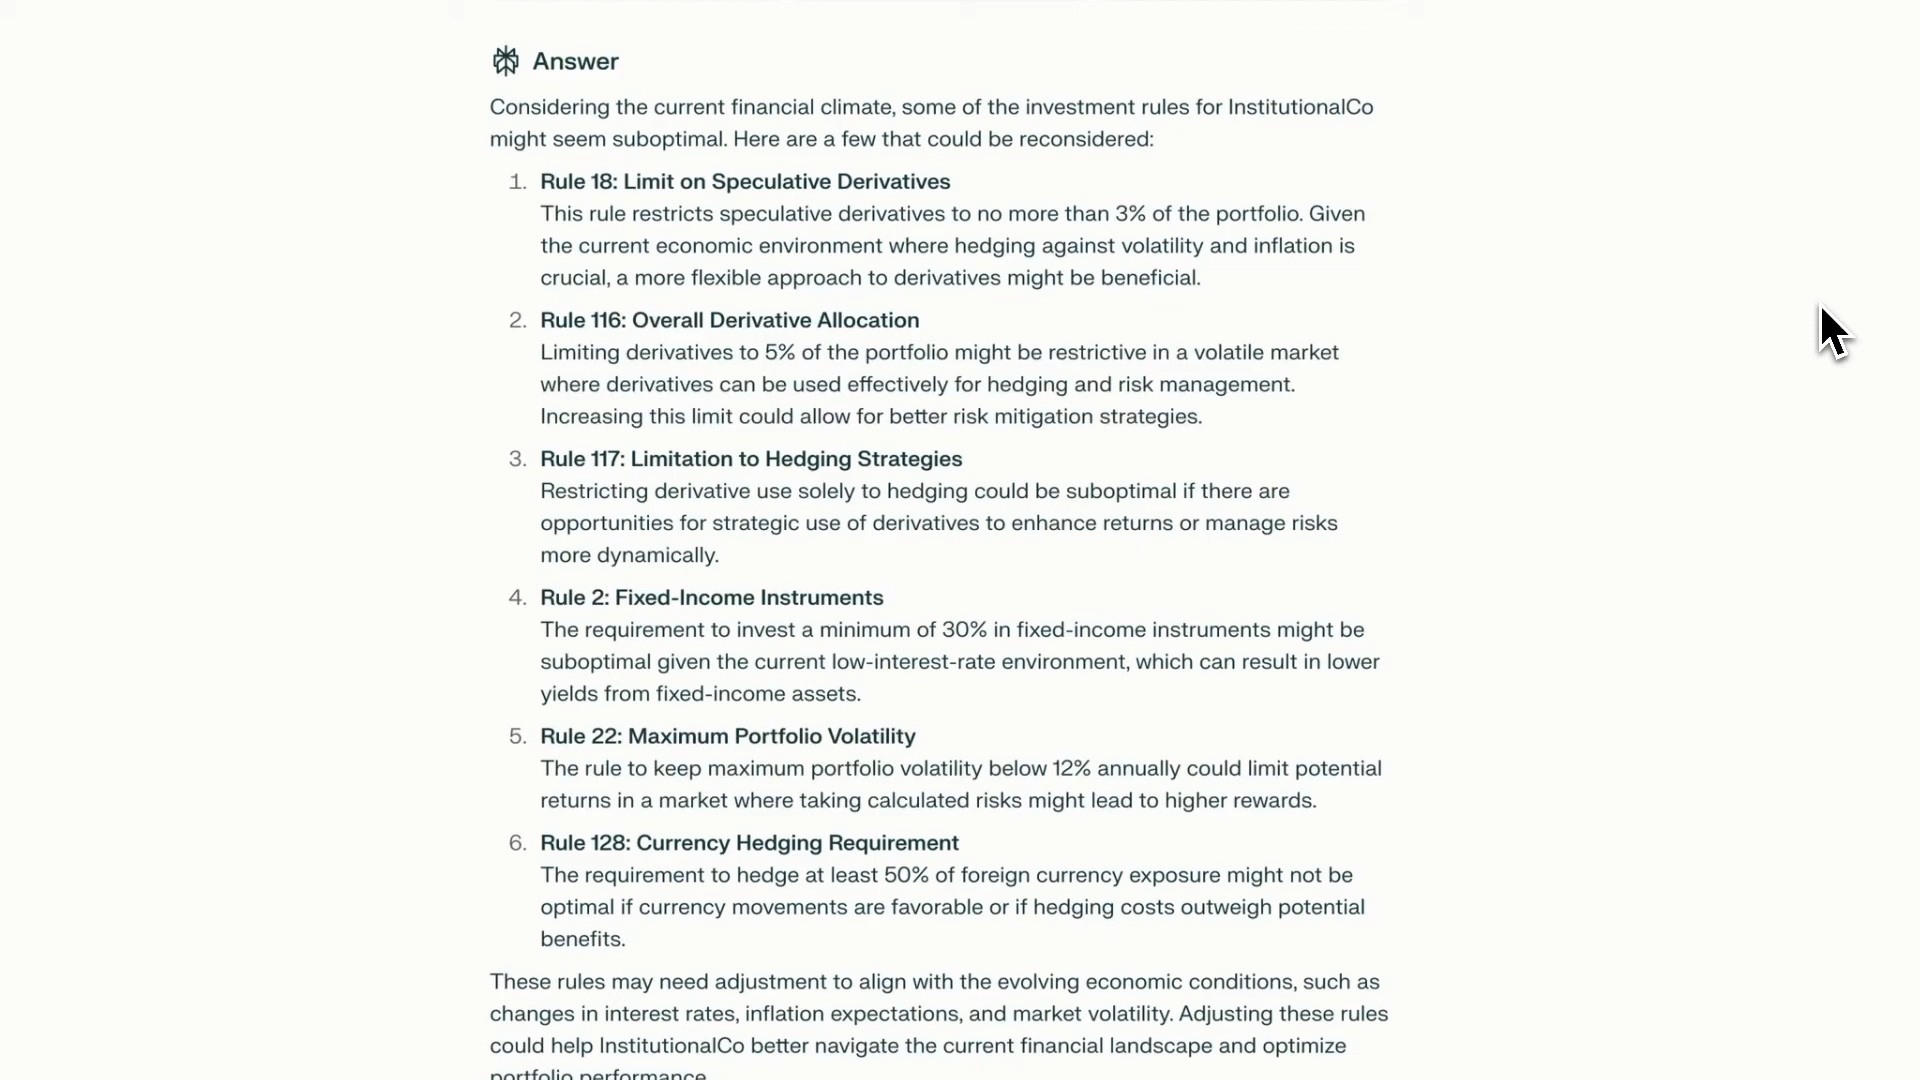 Answer
Considering the current financial climate, some of the investment rules for InstitutionalCo
might seem suboptimal. Here are a few that could be reconsidered:
1. Rule 18: Limit on Speculative Derivatives
This rule restricts speculative derivatives to no more than 3% of the portfolio. Given
the current economic environment where hedging against volatility and inflation is
crucial, a more flexible approach to derivatives might be beneficial.
2. Rule 116: Overall Derivative Allocation
Limiting derivatives to 5% of the portfolio might be restrictive in a volatile market
where derivatives can be used effectively for hedging and risk management.
Increasing this limit could allow for better risk mitigation strategies.
3. Rule 117: Limitation to Hedging Strategies
Restricting derivative use solely to hedging could be suboptimal if there are
opportunities for strategic use of derivatives to enhance returns or manage risks
more dynamically.
4. Rule 2: Fixed-Income Instruments
The requirement to invest a minimum of 30% in fixed-income instruments might be
suboptimal given the current low-interest-rate environment, which can result in lower
yields from fixed-income assets.
5. Rule 22: Maximum Portfolio Volatility
The rule to keep maximum portfolio volatility below 12% annually could limit potential
returns in a market where taking calculated risks might lead to higher rewards.
6. Rule 128: Currency Hedging Requirement
The requirement to hedge at least 50% of foreign currency exposure might not be
optimal if currency movements are favorable or if hedging costs outweigh potential
benefits.
These rules may need adjustment to align with the evolving economic conditions, such as
changes in interest rates, inflation expectations, and market volatility. Adjusting these rules
could help InstitutionalCo better navigate the current financial landscape and optimize
portfolio performance.